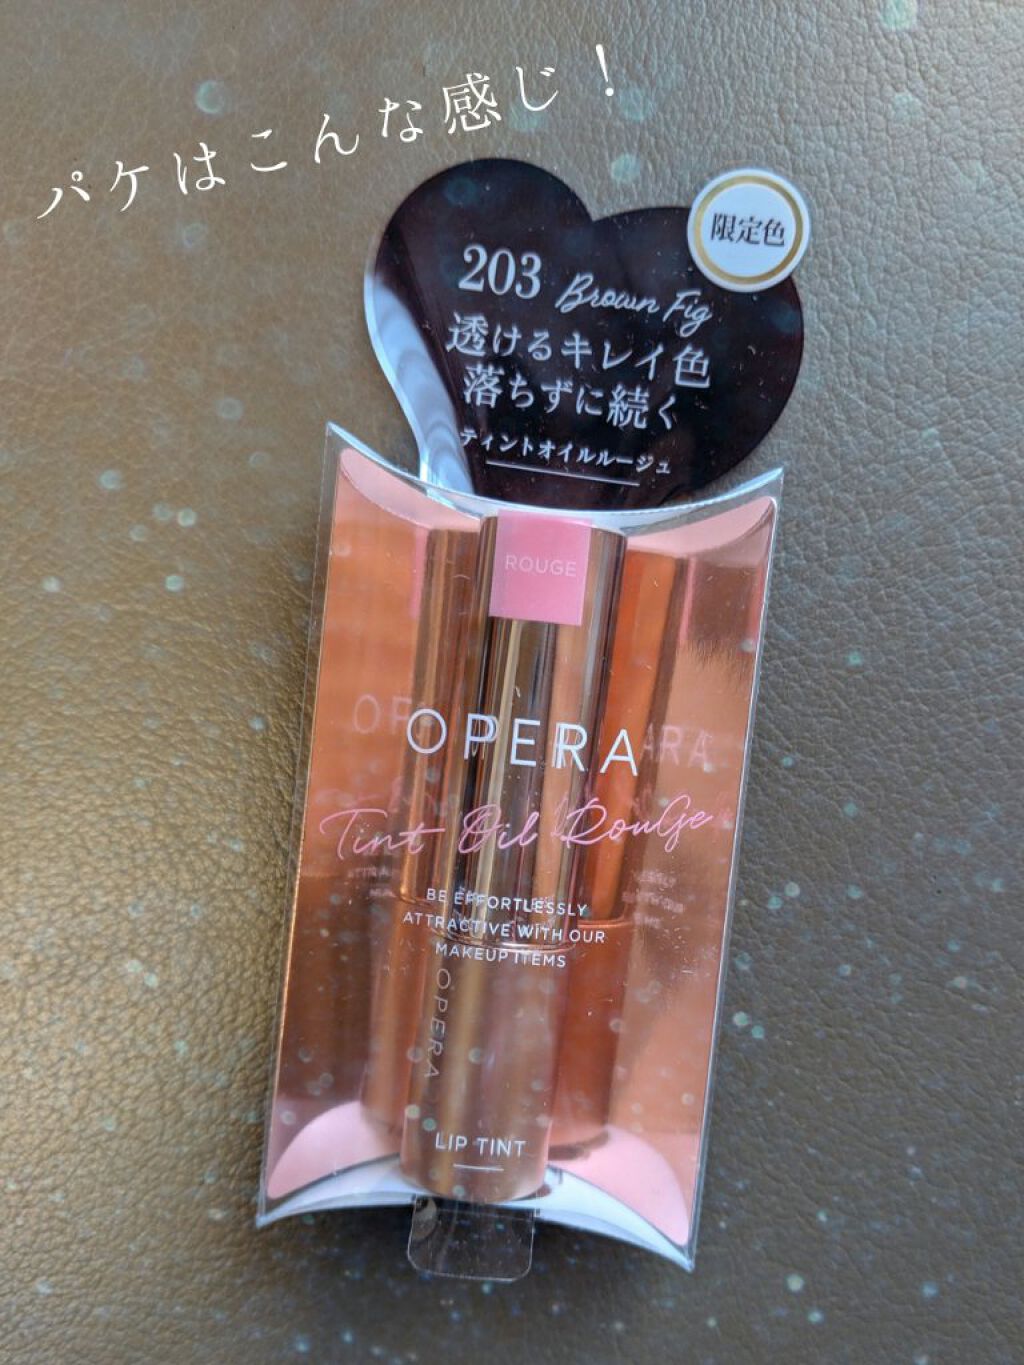 パケはこんな感じ！
限定色
203 Brown Fig
透けるキレイ色
落ちずに続く
ティントオイルルージュ
ROUGE
OPERA
Tint Oil Rouge
BE EFFORTLESSLY
ATTRACTIVE WITH OUR
MAKEUP ITEMS
OPERA
LIP TINT